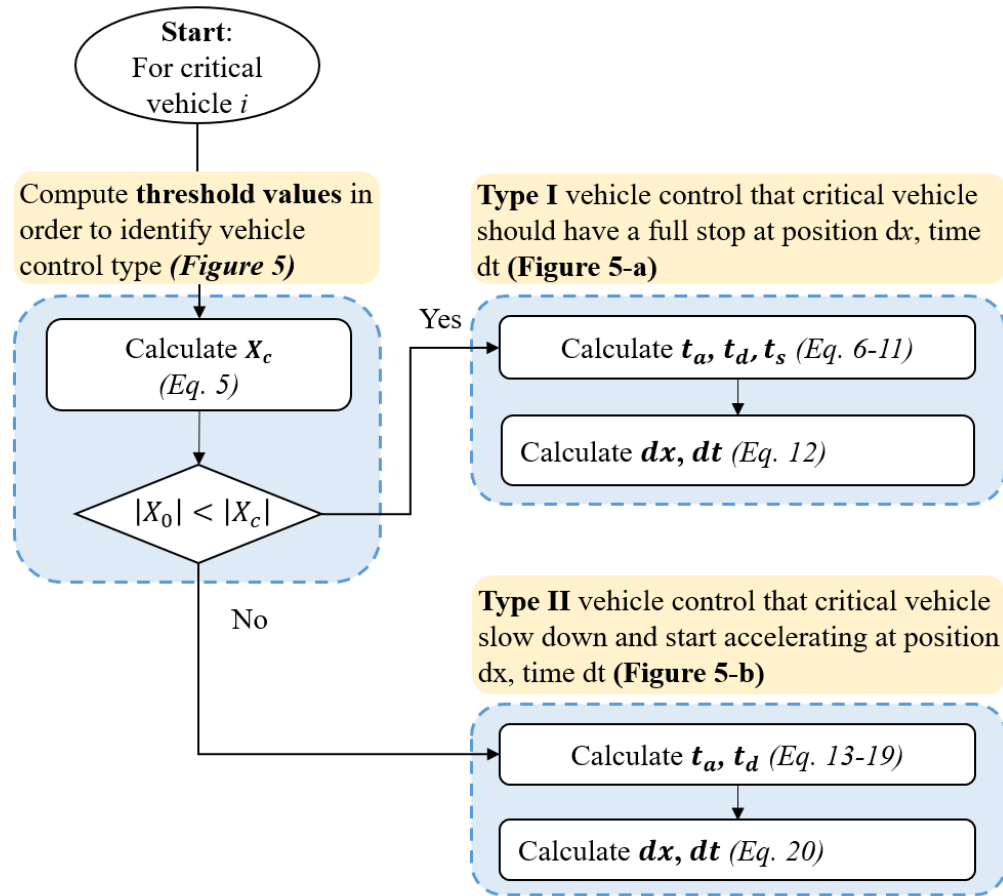 Start:
For critical
vehicle i
Compute threshold values in
order to identify vehicle
control type (Figure 5)
Calculate X_c
(Eq. 5)
|X_0| < |X_c|
Yes
No
Type I vehicle control that critical vehicle
should have a full stop at position dx, time
dt (Figure 5-a)
Calculate t_a, t_d, t_s (Eq. 6-11)
Calculate dx, dt (Eq. 12)
Type II vehicle control that critical vehicle
slow down and start accelerating at position
dx, time dt (Figure 5-b)
Calculate t_a, t_d (Eq. 13-19)
Calculate dx, dt (Eq. 20)